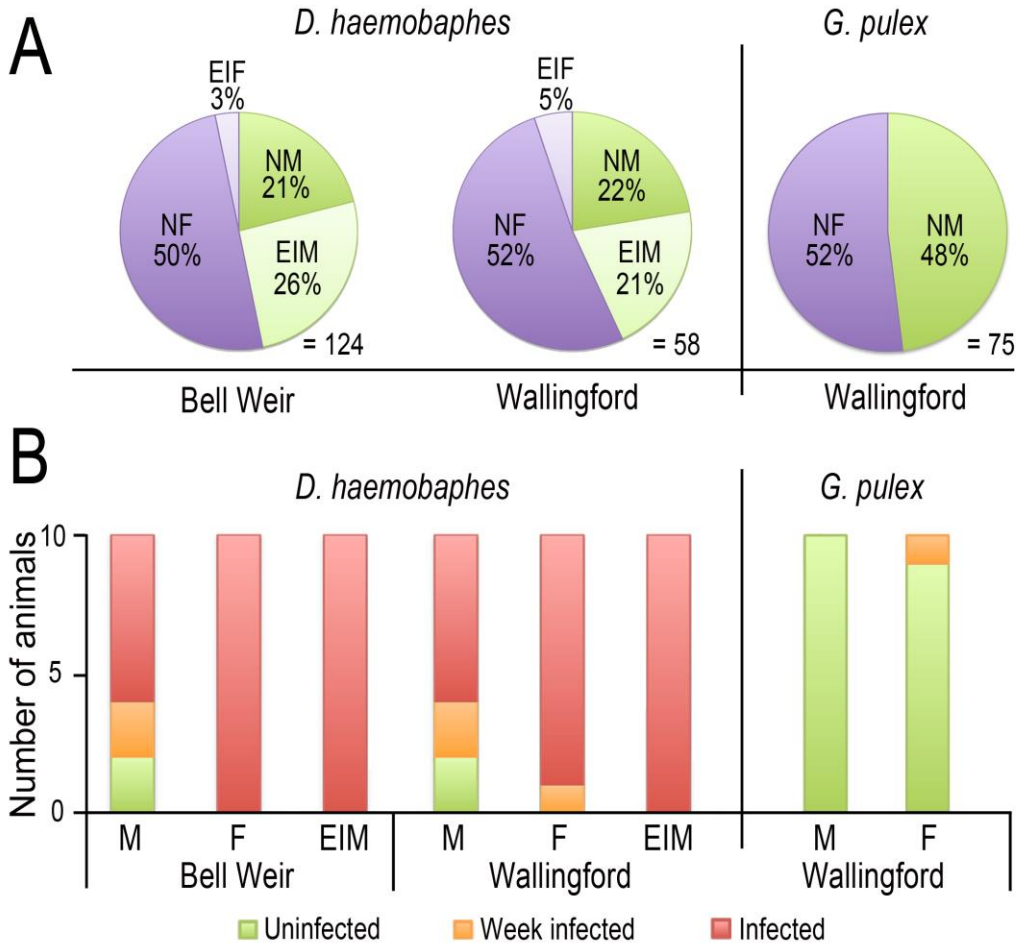 A
D. haemobaphes
G. pulex
EIF
3%
NM
21%
NF
50%
EIM
26%
= 124
EIF
5%
NM
22%
NF
52%
EIM
21%
= 58
NF
52%
NM
48%
= 75
Bell Weir
Wallingford
Wallingford
B
D. haemobaphes
G. pulex
Number of animals
10
5
0
M F EIM M F EIM M F
Bell Weir Wallingford Wallingford
Uninfected Week infected Infected